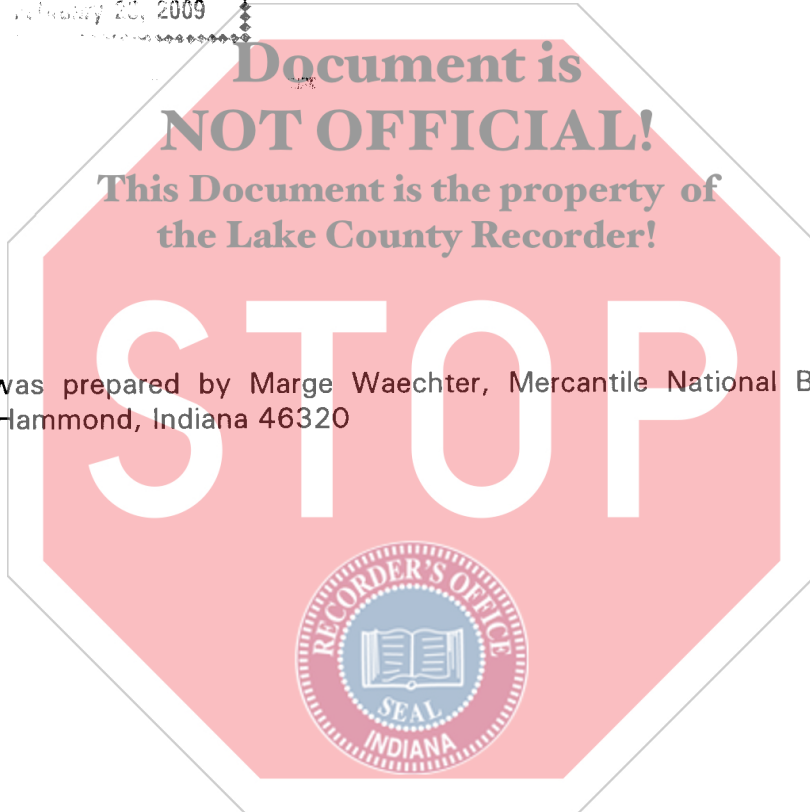 2009
Document is
NOT OFFICIAL!
This Document is the property of
the Lake County Recorder!
STOP
was prepared by Marge Waechter, Mercantile National B
Hammond, Indiana 46320
RECORDER'S OFFICE
SEAL
INDIANA